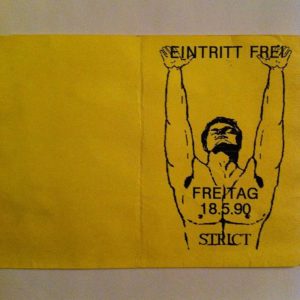 EINTRITT FREI
FREITAG
18.5.90
STRICT